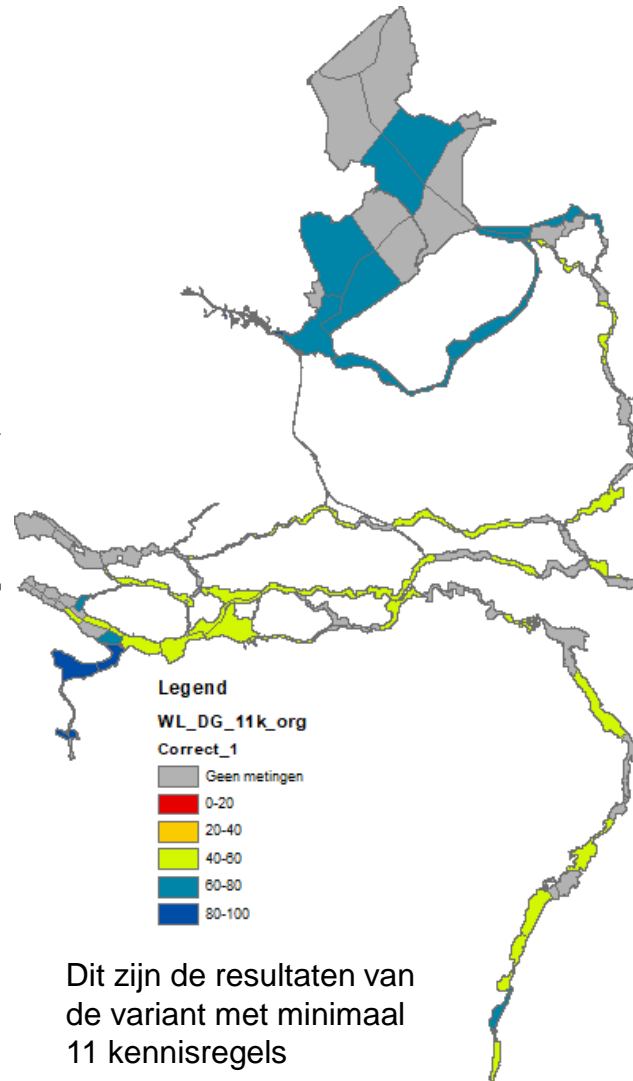 Legend
WL_DG_11k_org
Correct_1
Geen metingen
0-20
20-40
40-60
60-80
80-100
Dit zijn de resultaten van
de variant met minimaal
11 kennisregels